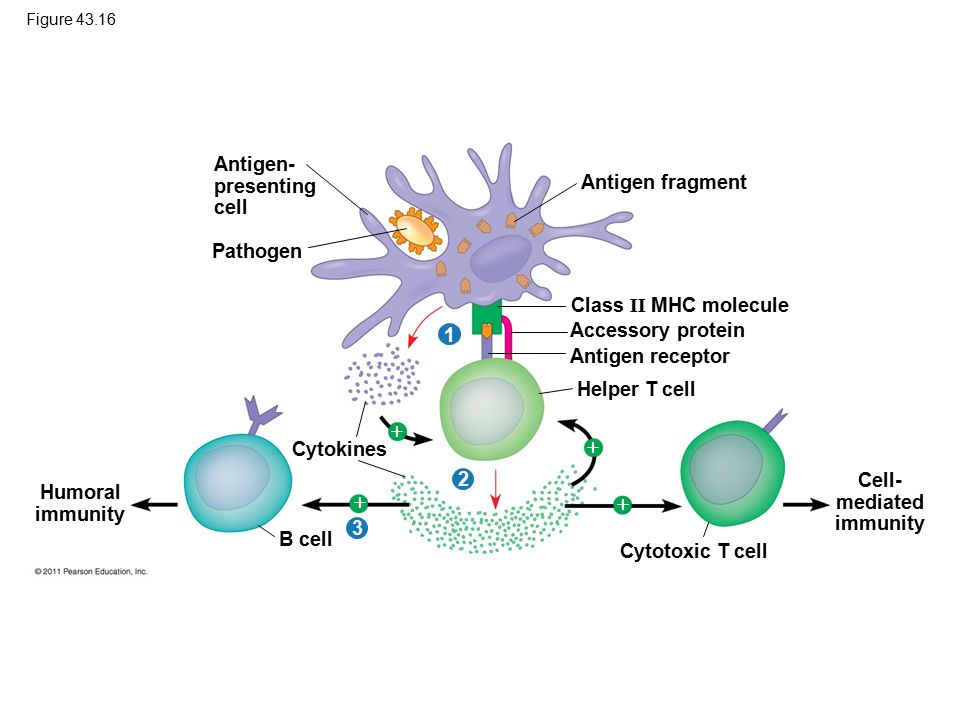 Figure 43.16
Antigen-
presenting
cell
Pathogen
Antigen fragment
Class II MHC molecule
Accessory protein
Antigen receptor
Helper T cell
1
+
Cytokines
+
2
Humoral
immunity
+
3
B cell
+
Cytotoxic T cell
Cell-
mediated
immunity
© 2011 Pearson Education, Inc.